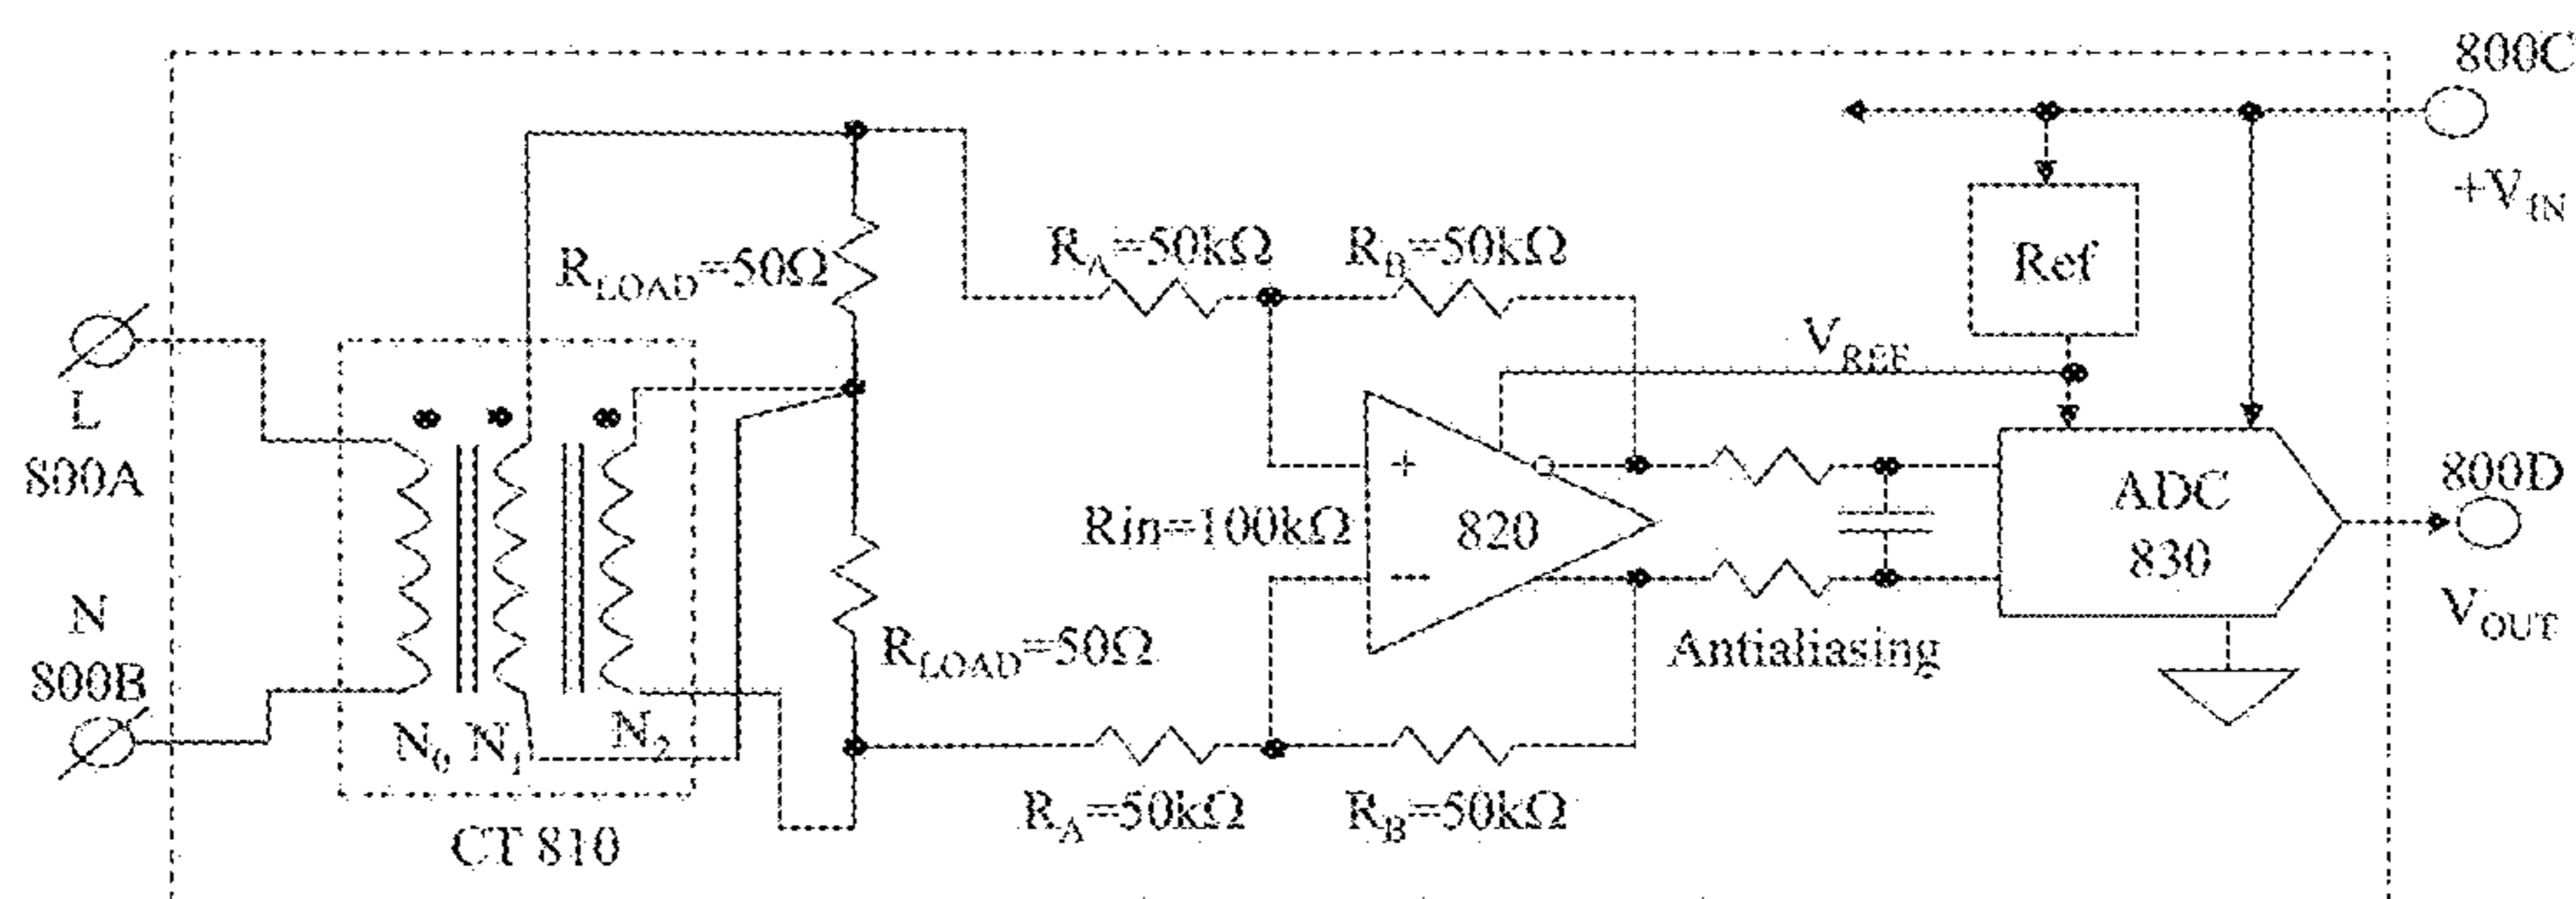 800C
+V_IN
R_LOAD=50Ω
R_A=50kΩ
R_B=50kΩ
Ref
V_REF
L
800A
N
800B
N_0 N_1 N_2
CT 810
R_LOAD=50Ω
Rin=100kΩ
+
820
-
Antialiasing
ADC
830
800D
V_OUT
R_A=50kΩ
R_B=50kΩ